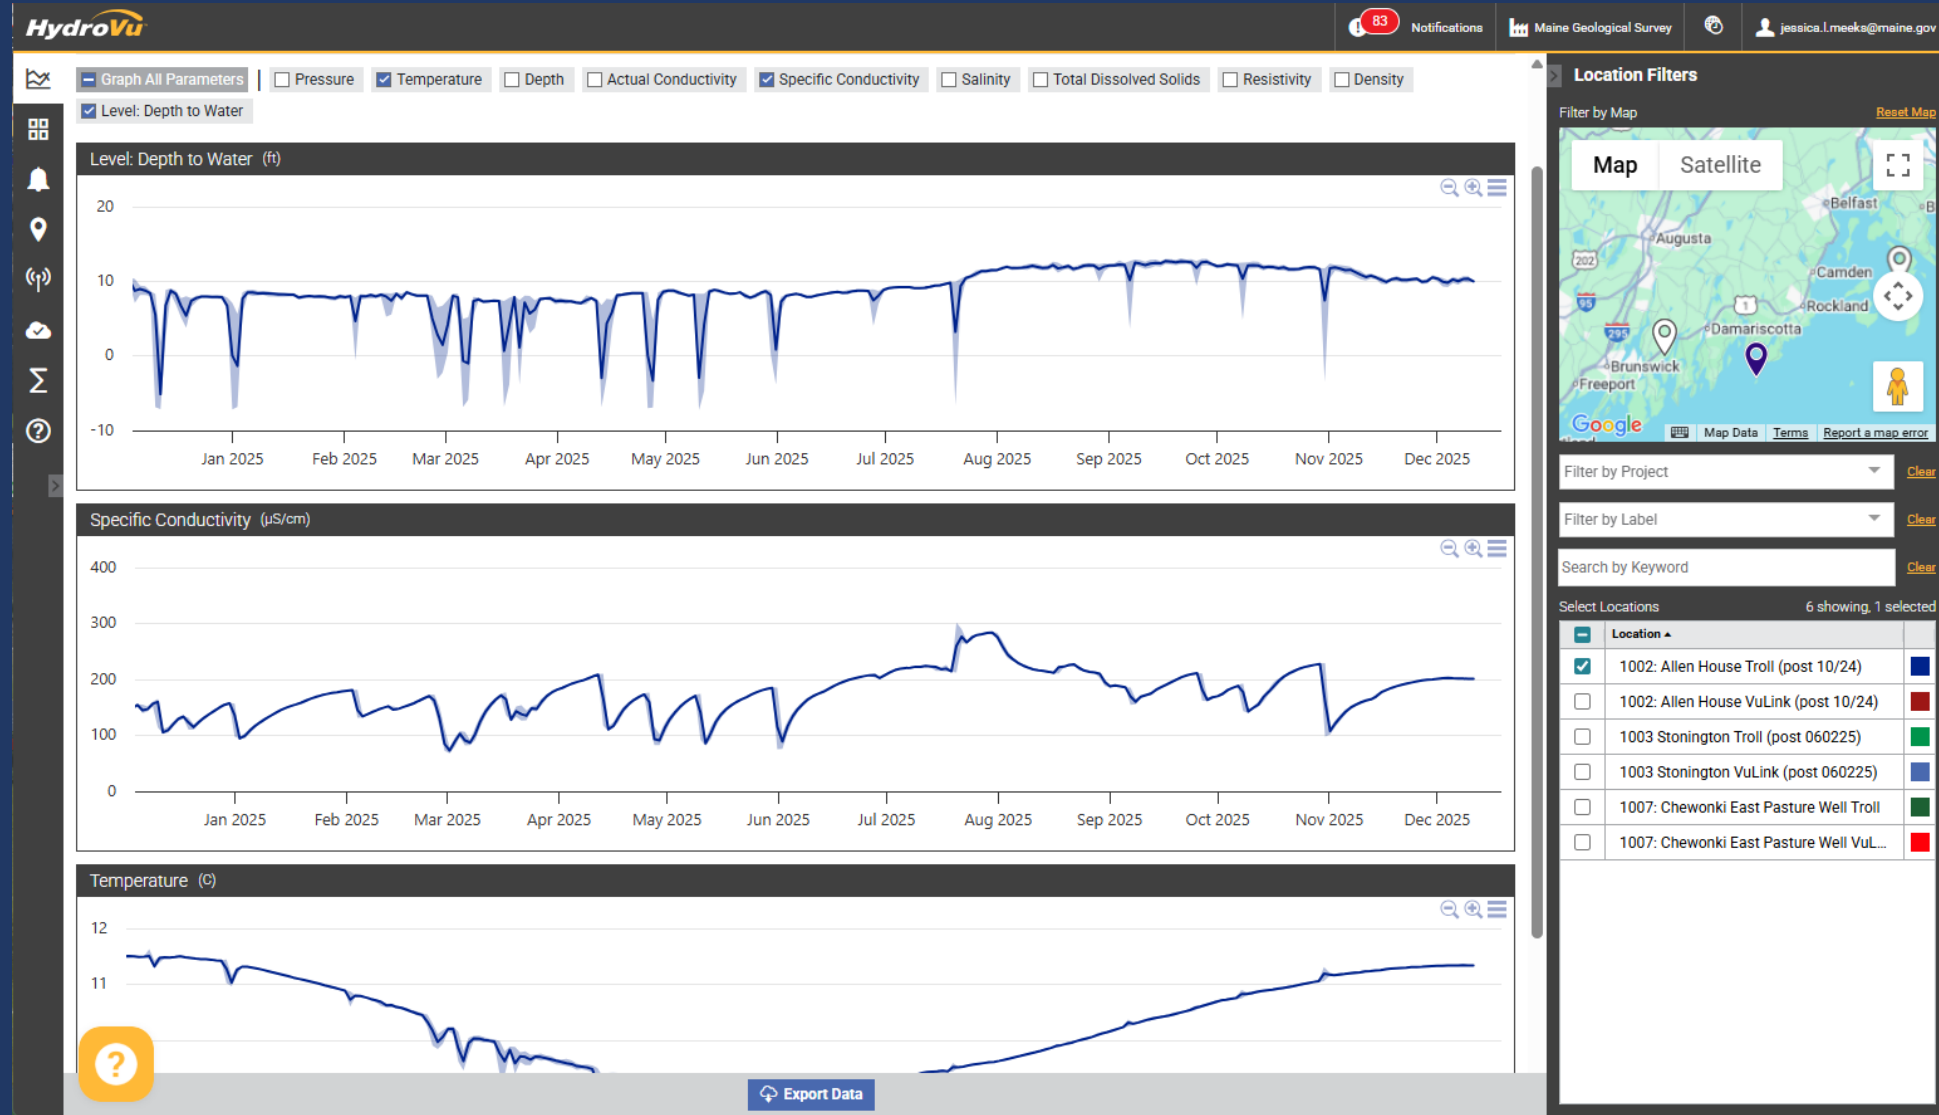 HydroVu
83 Notifications
Maine Geological Survey
jessica.l.meeks@maine.gov
Graph All Parameters
Pressure
Temperature
Depth
Actual Conductivity
Specific Conductivity
Salinity
Total Dissolved Solids
Resistivity
Density
Level: Depth to Water
Level: Depth to Water (ft)
20
10
0
-10
Jan 2025 Feb 2025 Mar 2025 Apr 2025 May 2025 Jun 2025 Jul 2025 Aug 2025 Sep 2025 Oct 2025 Nov 2025 Dec 2025
Specific Conductivity (µS/cm)
400
300
200
100
0
Jan 2025 Feb 2025 Mar 2025 Apr 2025 May 2025 Jun 2025 Jul 2025 Aug 2025 Sep 2025 Oct 2025 Nov 2025 Dec 2025
Temperature (C)
12
11
?
Export Data
Location Filters
Filter by Map
Reset Map
Map
Satellite
Belfast
B
Augusta
202
Camden
95
1
Rockland
295
Damariscotta
Brunswick
Freeport
Google
Map Data
Terms
Report a map error
Filter by Project
Clear
Filter by Label
Clear
Search by Keyword
Clear
Select Locations
6 showing, 1 selected
Location
1002: Allen House Troll (post 10/24)
1002: Allen House VuLink (post 10/24)
1003 Stonington Troll (post 060225)
1003 Stonington VuLink (post 060225)
1007: Chewonki East Pasture Well Troll
1007: Chewonki East Pasture Well VuL...